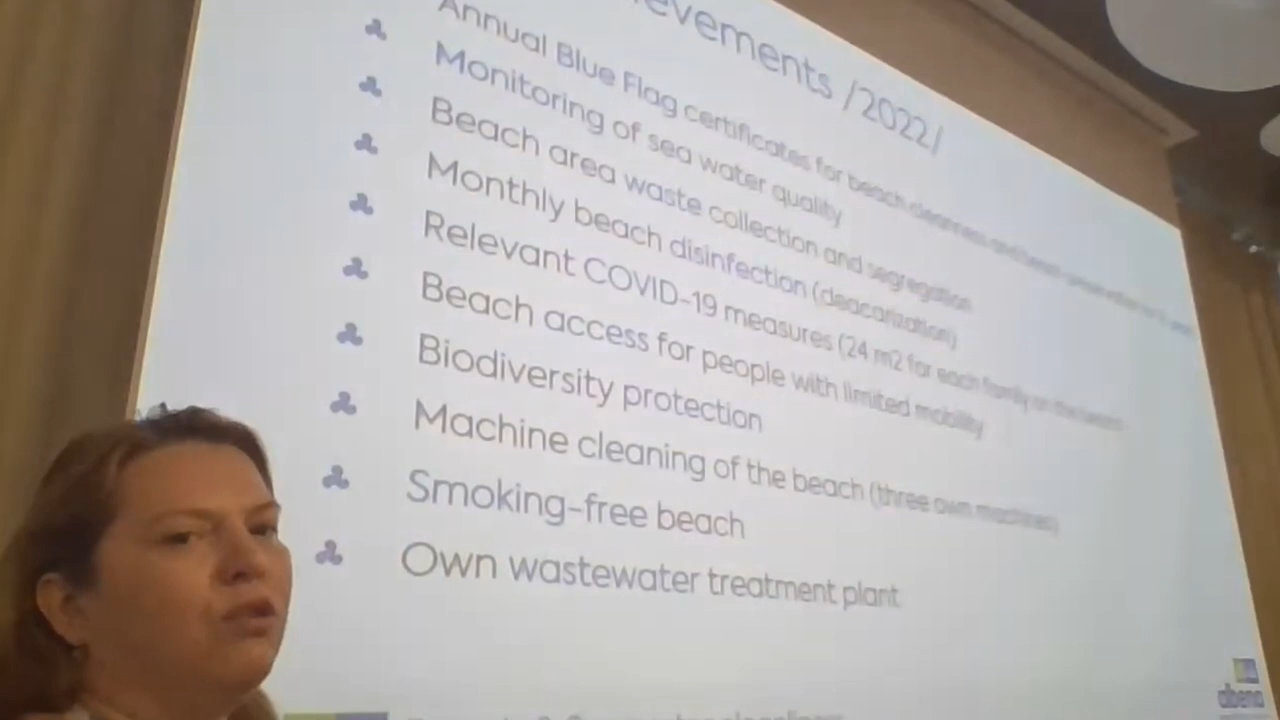 evements /2022/
Annual Blue Flag certificates for beach cleanness and
Monitoring of sea water quality
Beach area waste collection and segregation
Monthly beach disinfection (deacarization)
Relevant COVID-19 measures (24 m2 for each family on the beach)
Beach access for people with limited mobility
Biodiversity protection
Machine cleaning of the beach (three own machines)
Smoking-free beach
Own wastewater treatment plant
albena